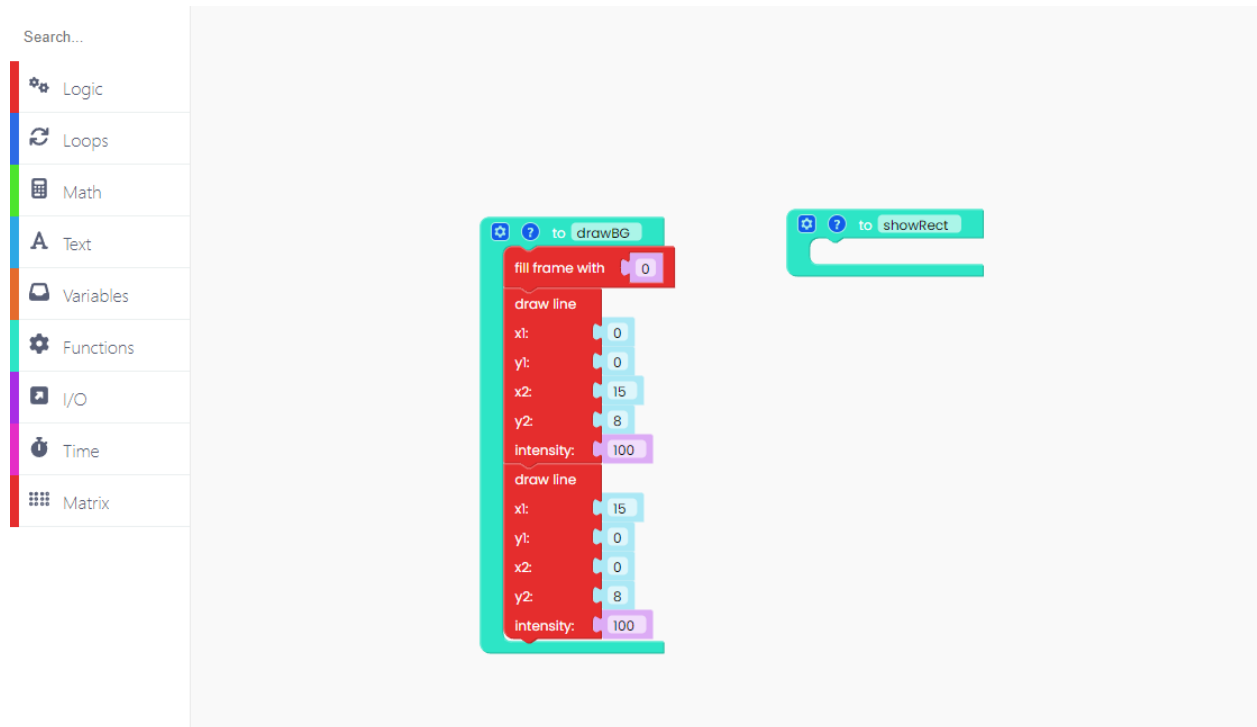 Search...
Logic
Loops
Math
Text
Variables
Functions
I/O
Time
Matrix
to drawBG
fill frame with 0
draw line
x1: 0
y1: 0
x2: 15
y2: 8
intensity: 100
draw line
x1: 15
y1: 0
x2: 0
y2: 8
intensity: 100
to showRect